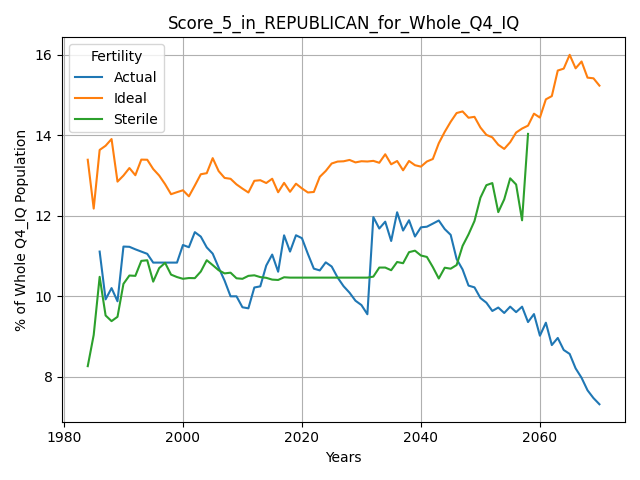 Score_5_in_REPUBLICAN_for_Whole_Q4_IQ
% of Whole Q4_IQ Population
16
14
12
10
8
Fertility
Actual
Ideal
Sterile
1980 2000 2020 2040 2060
Years